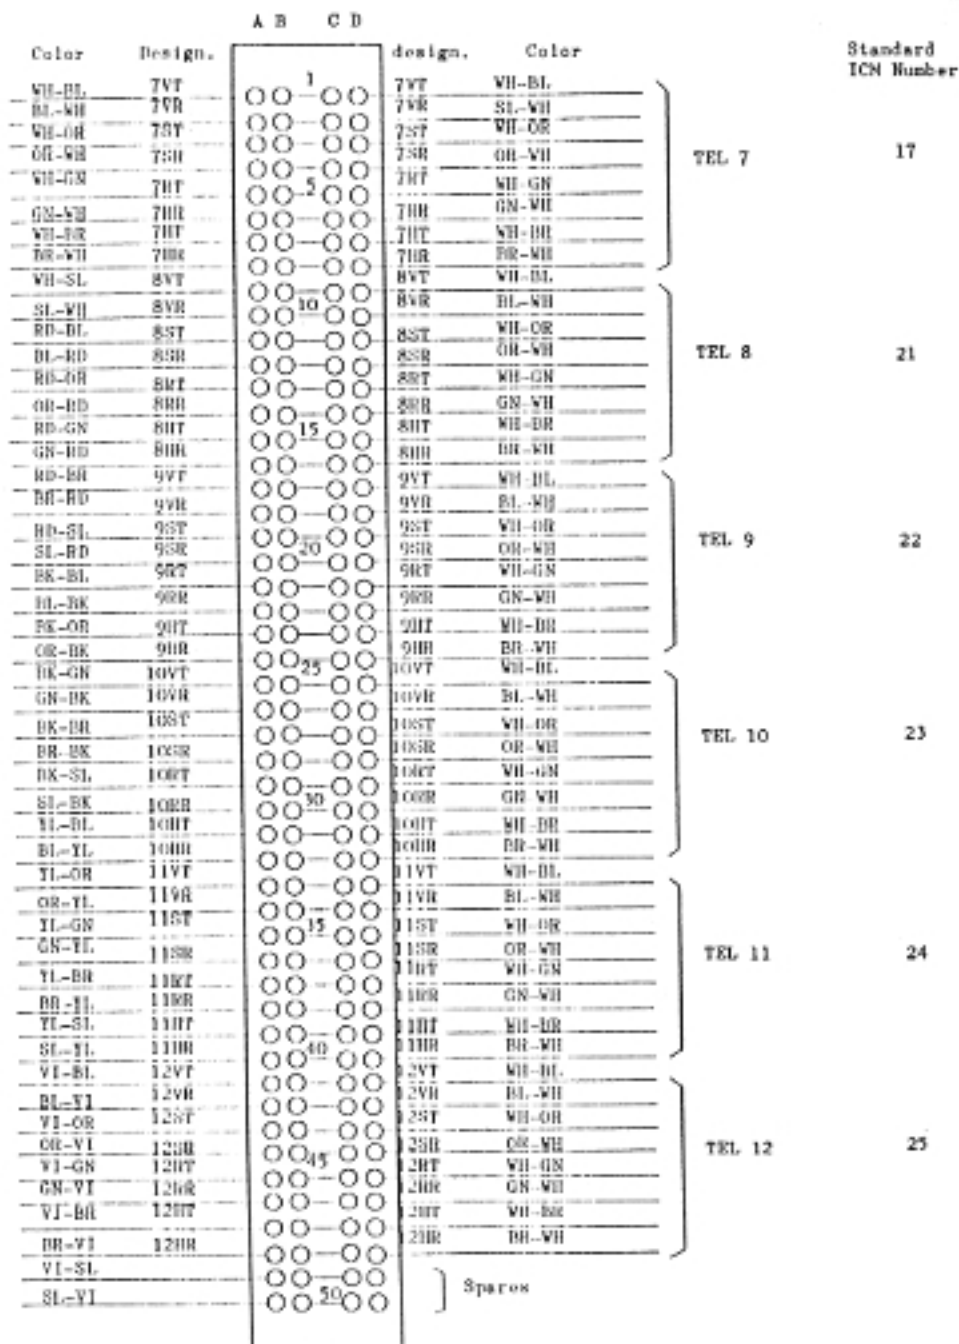 A B C D
Color Design. design. Color Standard
ICN Number
WH-BL 7VT 1 7VT WH-BL
BL-WH 7VR 7VR SL-WH
WH-OR 7ST 7ST WH-OR
OR-WH 7SR 7SR OR-WH TEL 7 17
WH-GN 7RT 5 7RT WH-GN
GN-WH 7RR 7RR GN-WH
WH-BR 7HT 7HT WH-BR
BR-WH 7HR 7HR BR-WH
WH-SL 8VT 8VT WH-BL
SL-WH 8VR 10 8VR BL-WH
RD-BL 8ST 8ST WH-OR
BL-RD 8SR 8SR OR-WH TEL 8 21
RD-OR 8RT 8RT WH-GN
OR-RD 8RR 8RR GN-WH
RD-GN 8HT 15 8HT WH-BR
GN-RD 8HR 8HR BR-WH
RD-BR 9VT 9VT WH-BL
BR-RD 9VR 9VR BL-WH
RD-SL 9ST 9ST WH-OR
SL-RD 9SR 20 9SR OR-WH TEL 9 22
BK-BL 9RT 9RT WH-GN
BL-BK 9RR 9RR GN-WH
BK-OR 9HT 9HT WH-BR
OR-BK 9HR 9HR BR-WH
BK-GN 10VT 25 10VT WH-BL
GN-BK 10VR 10VR BL-WH
BK-BR 10ST 10ST WH-OR
BR-BK 10SR 10SR OR-WH TEL 10 23
BK-SL 10RT 10RT WH-GN
SL-BK 10RR 30 10RR GN-WH
YL-BL 10HT 10HT WH-BR
BL-YL 10HR 10HR BR-WH
YL-OR 11VT 11VT WH-BL
OR-YL 11VR 11VR BL-WH
YL-GN 11ST 15 11ST WH-OR
GN-YL 11SR 11SR OR-WH TEL 11 24
YL-BR 11RT 11RT WH-GN
BR-YL 11RR 11RR GN-WH
YL-SL 11HT 11HT WH-BR
SL-YL 11HR 40 11HR BR-WH
VI-BL 12VT 12VT WH-BL
BL-VI 12VR 12VR BL-WH
VI-OR 12ST 12ST WH-OR
OR-VI 12SR 12SR OR-WH TEL 12 25
VI-GN 12RT 45 12RT WH-GN
GN-VI 12RR 12RR GN-WH
VI-BR 12HT 12HT WH-BR
BR-VI 12HR 12HR BR-WH
VI-SL Spares
SL-VI 50